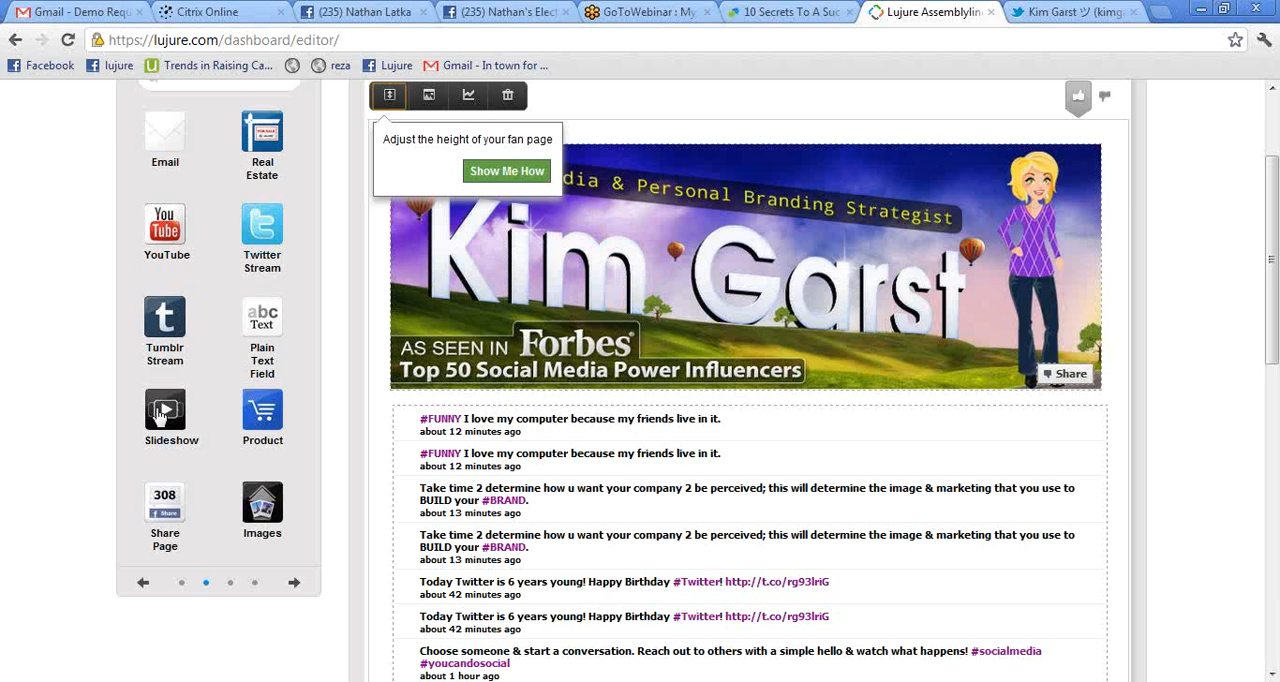 Gmail - Demo Requ
Citrix Online
(235) Nathan Latka
(235) Nathan's Elect
GoToWebinar : My
10 Secrets To A Suc
Lujure Assemblylin
Kim Garst ツ (kimg
https://lujure.com/dashboard/editor/
Facebook
lujure
Trends in Raising Ca...
reza
Lujure
Gmail - In town for ...
Email
Real
Estate
You
Tube
YouTube
Twitter
Stream
t
Tumblr
Stream
abc
Text
Plain
Text
Field
Slideshow
Product
308
Share
Share
Page
Images
Adjust the height of your fan page
Show Me How
dia & Personal Branding Strategist
Kim Garst
AS SEEN IN Forbes
Top 50 Social Media Power Influencers
Share
#FUNNY I love my computer because my friends live in it.
about 12 minutes ago
#FUNNY I love my computer because my friends live in it.
about 12 minutes ago
Take time 2 determine how u want your company 2 be perceived; this will determine the image & marketing that you use to
BUILD your #BRAND.
about 13 minutes ago
Take time 2 determine how u want your company 2 be perceived; this will determine the image & marketing that you use to
BUILD your #BRAND.
about 13 minutes ago
Today Twitter is 6 years young! Happy Birthday #Twitter! http://t.co/rg93lriG
about 42 minutes ago
Today Twitter is 6 years young! Happy Birthday #Twitter! http://t.co/rg93lriG
about 42 minutes ago
Choose someone & start a conversation. Reach out to others with a simple hello & watch what happens! #socialmedia
#youcandosocial
about 1 hour ago